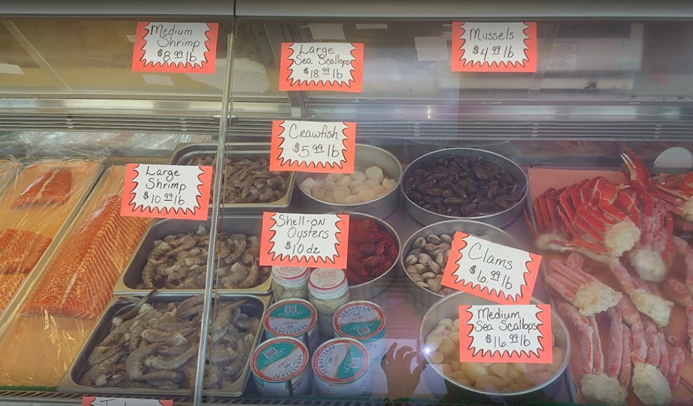 Medium
Shrimp
$8.99 lb
Large
Sea Scallops
$18.99 lb
Mussels
$4.99 lb
Crawfish
$5.99 lb
Large
Shrimp
$10.99 lb
Shell-on
Oysters
$10 dz
Clams
$6.99 lb
Medium
Sea Scallops
$16.99 lb